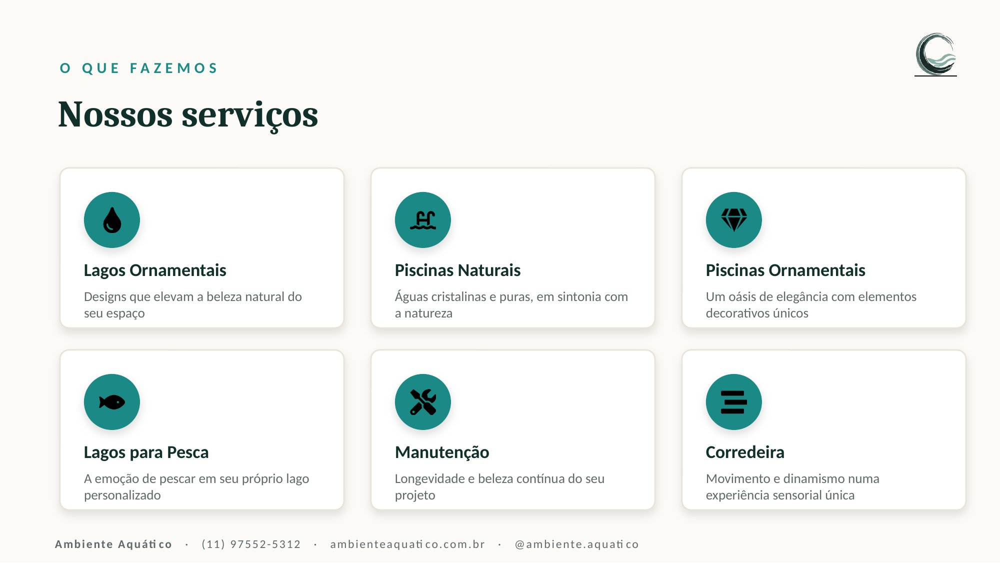 O QUE FAZEMOS
Nossos serviços
Lagos Ornamentais
Designs que elevam a beleza natural do
seu espaço
Piscinas Naturais
Águas cristalinas e puras, em sintonia com
a natureza
Piscinas Ornamentais
Um oásis de elegância com elementos
decorativos únicos
Lagos para Pesca
A emoção de pescar em seu próprio lago
personalizado
Manutenção
Longevidade e beleza contínua do seu
projeto
Corredeira
Movimento e dinamismo numa
experiência sensorial única
Ambiente Aquático · (11) 97552-5312 · ambienteaquatico.com.br · @ambiente.aquatico